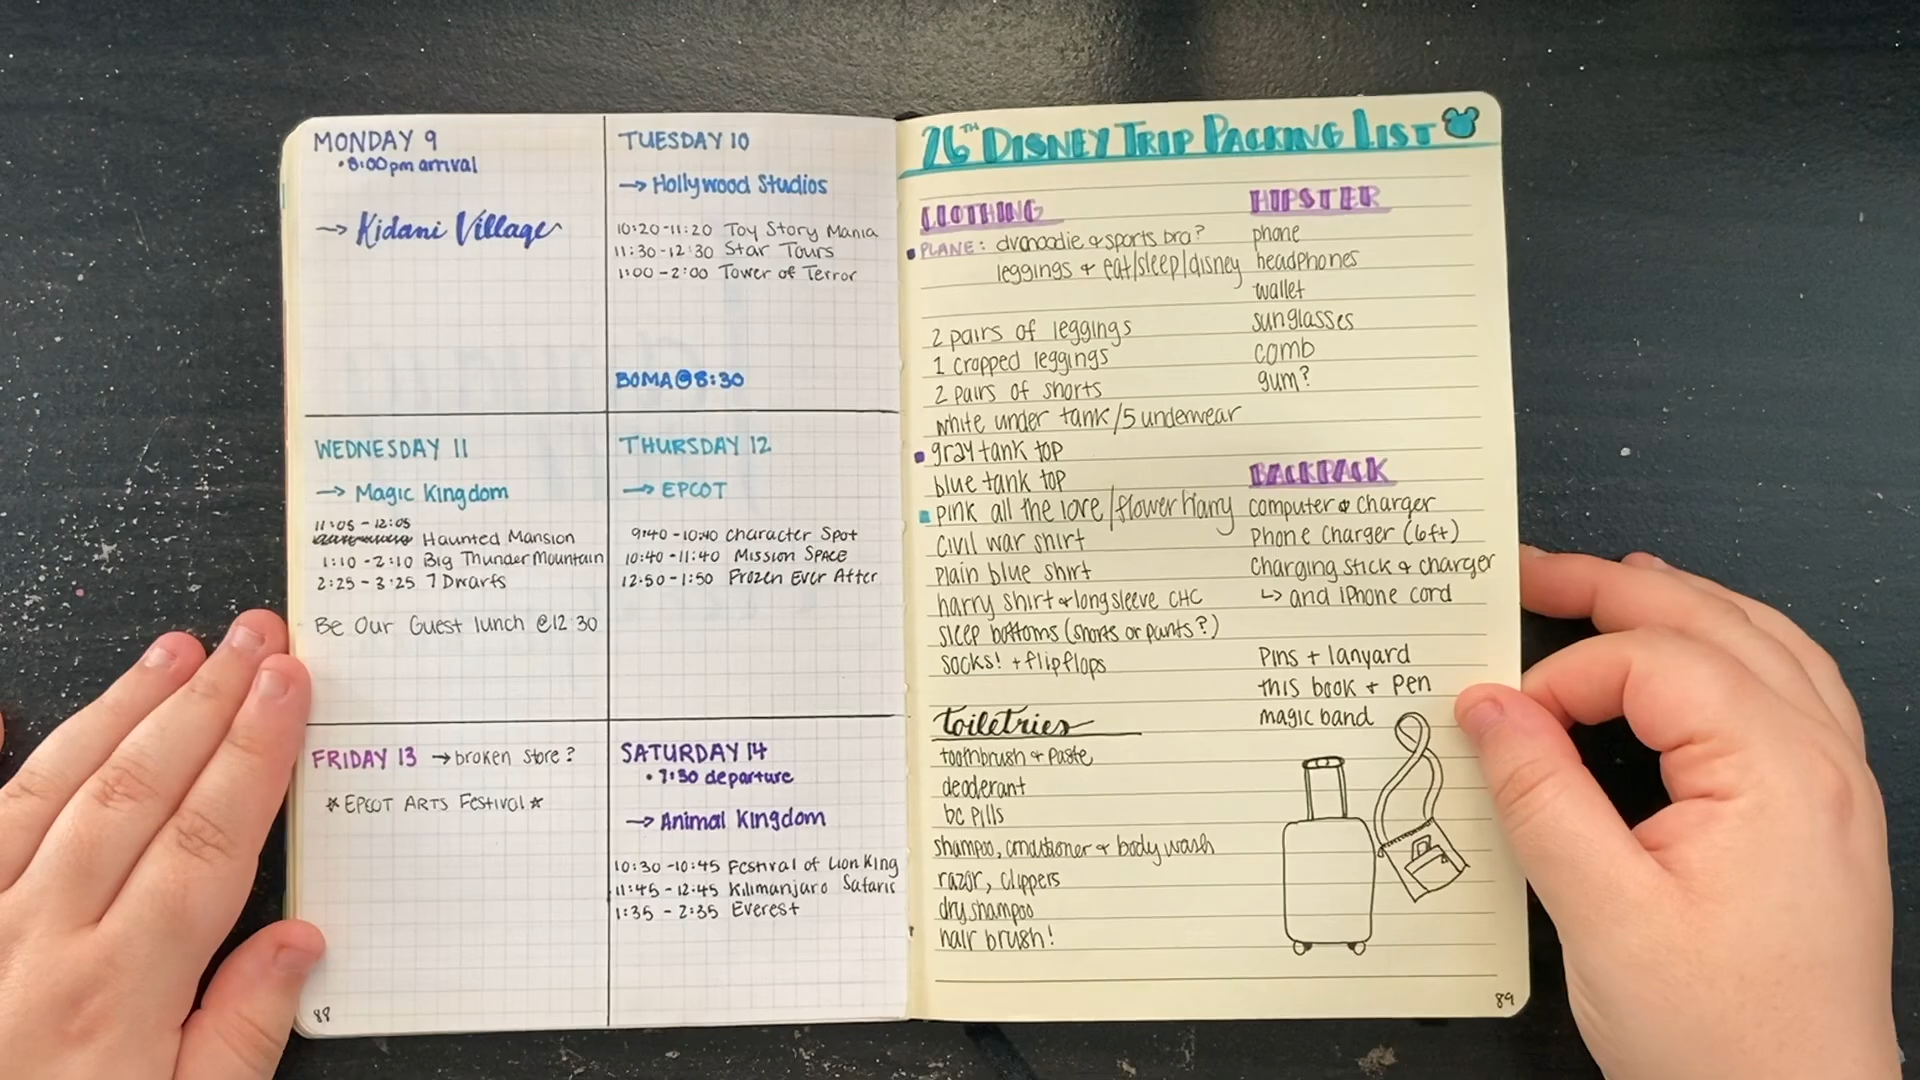 MONDAY 9
• 8:00pm arrival
→ Kidani Village
TUESDAY 10
→ Hollywood Studios
10:20-11:20 Toy Story Mania
11:30-12:30 Star Tours
1:00-2:00 Tower of Terror
BOMA@8:30
WEDNESDAY 11
→ Magic Kingdom
11:05-12:05
Haunted Mansion
1:10-2:10 Big Thunder Mountain
2:25-3:25 7 Dwarfs
Be Our Guest lunch @12:30
THURSDAY 12
→ EPCOT
9:40-10:40 Character Spot
10:40-11:40 Mission SPACE
12:50-1:50 Frozen Ever After
FRIDAY 13 → broken store?
* EPCOT ARTS Festival *
SATURDAY 14
• 7:30 departure
→ Animal Kingdom
10:30-10:45 Festival of Lion King
11:45-12:45 Kilimanjaro Safaris
1:35-2:35 Everest
88
26TH DISNEY TRIP PACKING LIST
CLOTHING
PLANE: & sports bra?
leggings & eat/sleep/disney
2 pairs of leggings
1 cropped leggings
2 pairs of shorts
white under tank/5 underwear
gray tank top
blue tank top
pink all the love/flower harry
civil war shirt
plain blue shirt
harry shirt & longsleeve CHC
sleep bottoms (shorts or pants?)
socks! + flipflops
toiletries
toothbrush & paste
deoderant
bc pills
shampoo, conditioner & body wash
razor, clippers
dry shampoo
hair brush!
HIPSTER
phone
headphones
wallet
sunglasses
comb
gum?
BACKPACK
computer & charger
Phone Charger (6ft)
Charging Stick & charger
↳ and iPhone cord
Pins + lanyard
this book + pen
magic band
89